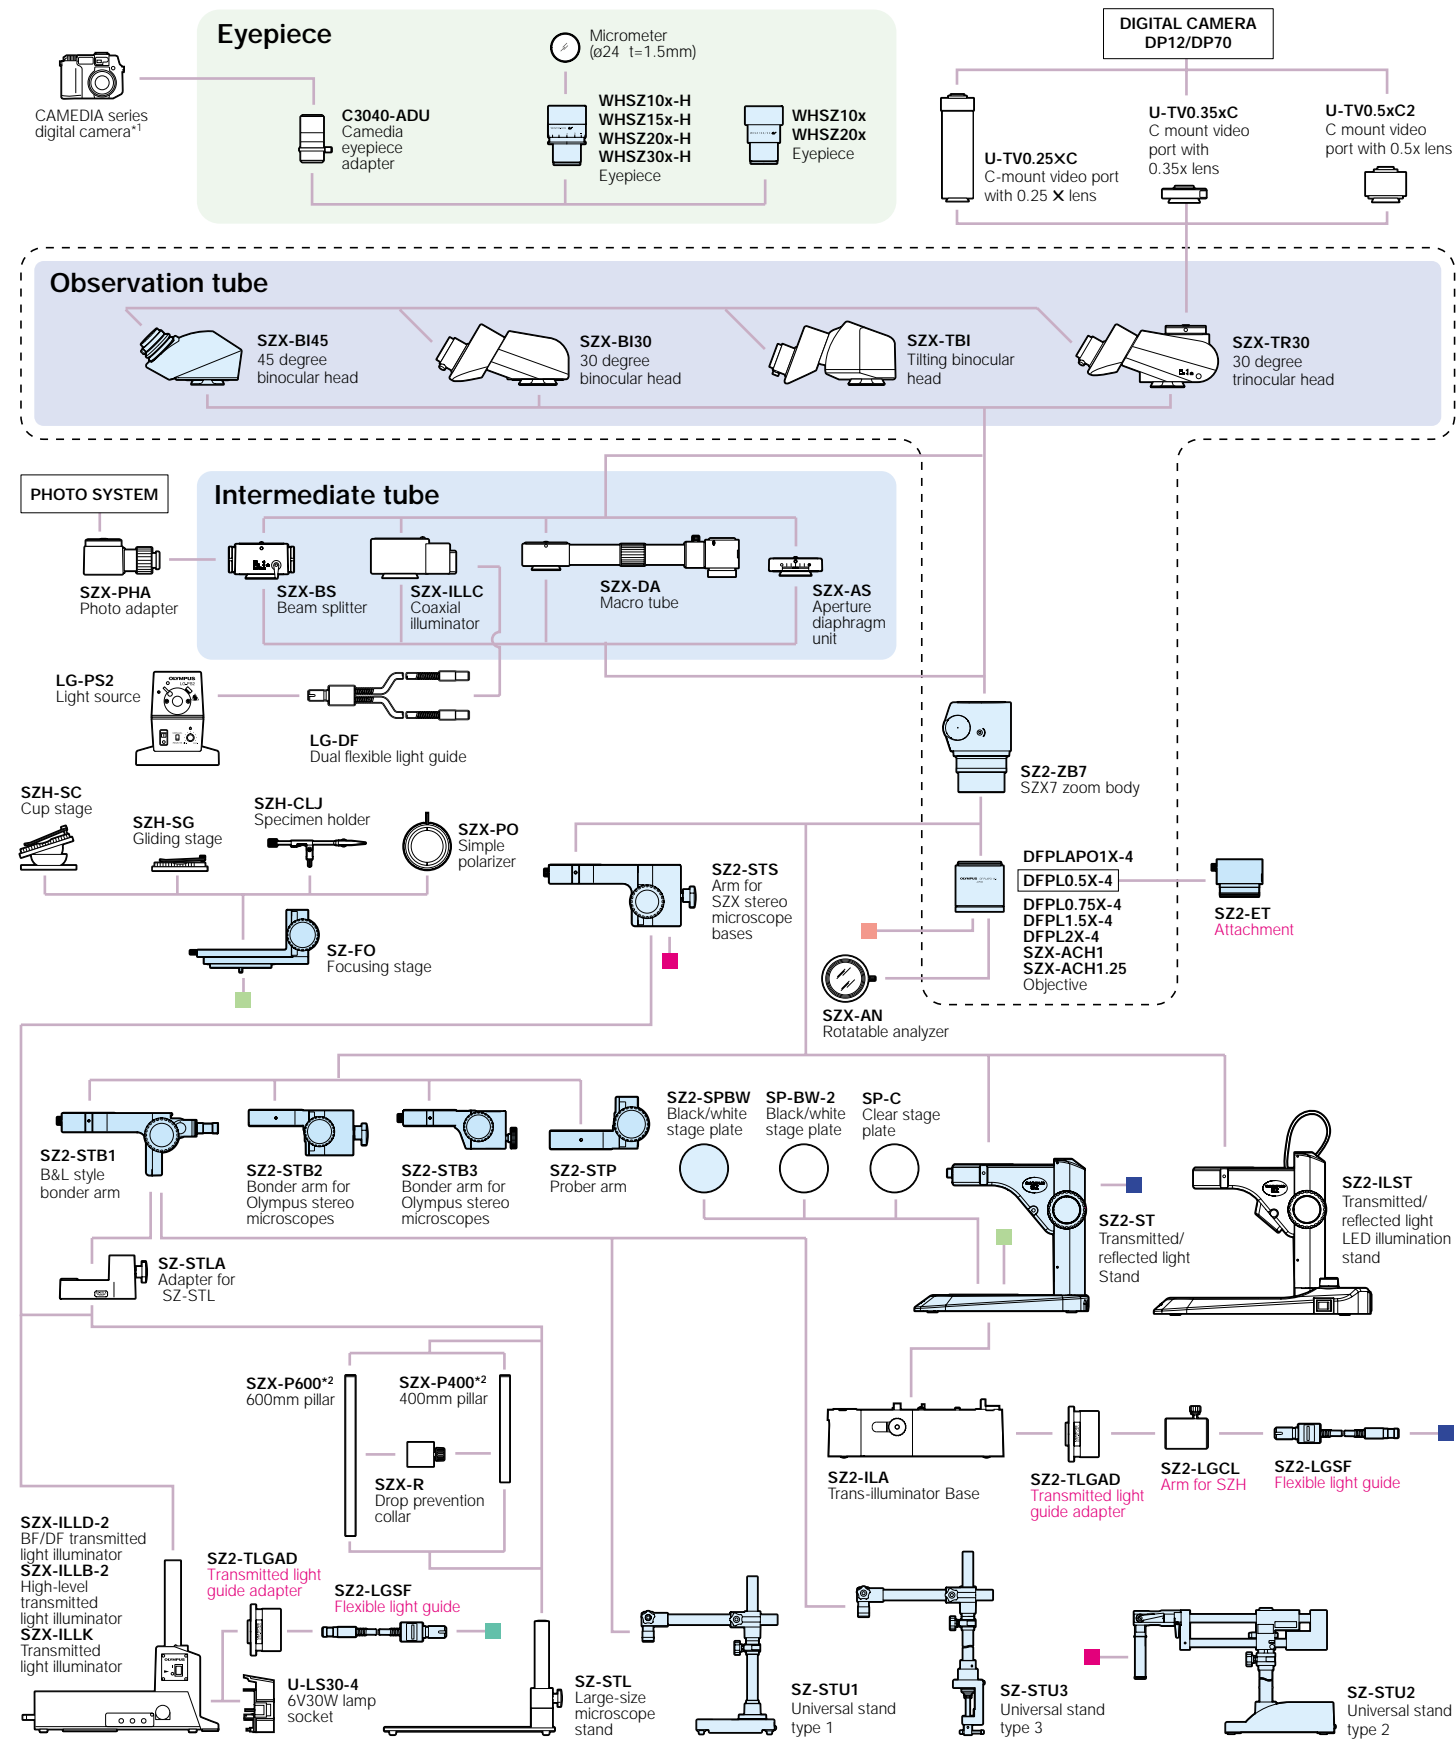 Eyepiece
Micrometer
(ø24  t=1.5mm)
DIGITAL CAMERA
DP12/DP70
CAMEDIA series
digital camera*1
C3040-ADU
Camedia
eyepiece
adapter
WHSZ10x-H
WHSZ15x-H
WHSZ20x-H
WHSZ30x-H
Eyepiece
WHSZ10x
WHSZ20x
Eyepiece
U-TV0.25XC
C-mount video port
with 0.25 X lens
U-TV0.35xC
C mount video
port with
0.35x lens
U-TV0.5xC2
C mount video
port with 0.5x lens
Observation tube
SZX-BI45
45 degree
binocular head
SZX-BI30
30 degree
binocular head
SZX-TBI
Tilting binocular
head
SZX-TR30
30 degree
trinocular head
PHOTO SYSTEM
Intermediate tube
SZX-PHA
Photo adapter
SZX-BS
Beam splitter
SZX-ILLC
Coaxial
illuminator
SZX-DA
Macro tube
SZX-AS
Aperture
diaphragm
unit
LG-PS2
Light source
OLYMPUS
LG-PS2
LG-DF
Dual flexible light guide
SZ2-ZB7
SZX7 zoom body
SZH-SC
Cup stage
SZH-SG
Gliding stage
SZH-CLJ
Specimen holder
SZX-PO
Simple
polarizer
SZ-FO
Focusing stage
SZ2-STS
Arm for
SZX stereo
microscope
bases
DFPLAPO1X-4
DFPL0.5X-4
DFPL0.75X-4
DFPL1.5X-4
DFPL2X-4
SZX-ACH1
SZX-ACH1.25
Objective
SZ2-ET
Attachment
SZX-AN
Rotatable analyzer
SZ2-STB1
B&L style
bonder arm
SZ2-STB2
Bonder arm for
Olympus stereo
microscopes
SZ2-STB3
Bonder arm for
Olympus stereo
microscopes
SZ2-STP
Prober arm
SZ2-SPBW
Black/white
stage plate
SP-BW-2
Black/white
stage plate
SP-C
Clear stage
plate
SZ2-ST
Transmitted/
reflected light
Stand
SZ2-ILST
Transmitted/
reflected light
LED illumination
stand
SZ-STLA
Adapter for
SZ-STL
SZX-P600*2
600mm pillar
SZX-P400*2
400mm pillar
SZX-R
Drop prevention
collar
SZ2-ILA
Trans-illuminator Base
SZ2-TLGAD
Transmitted light
guide adapter
SZ2-LGCL
Arm for SZH
SZ2-LGSF
Flexible light guide
SZX-ILLD-2
BF/DF transmitted
light illuminator
SZX-ILLB-2
High-level
transmitted
light illuminator
SZX-ILLK
Transmitted
light illuminator
SZ2-TLGAD
Transmitted light
guide adapter
SZ2-LGSF
Flexible light guide
U-LS30-4
6V30W lamp
socket
SZ-STL
Large-size
microscope
stand
SZ-STU1
Universal stand
type 1
SZ-STU3
Universal stand
type 3
SZ-STU2
Universal stand
type 2